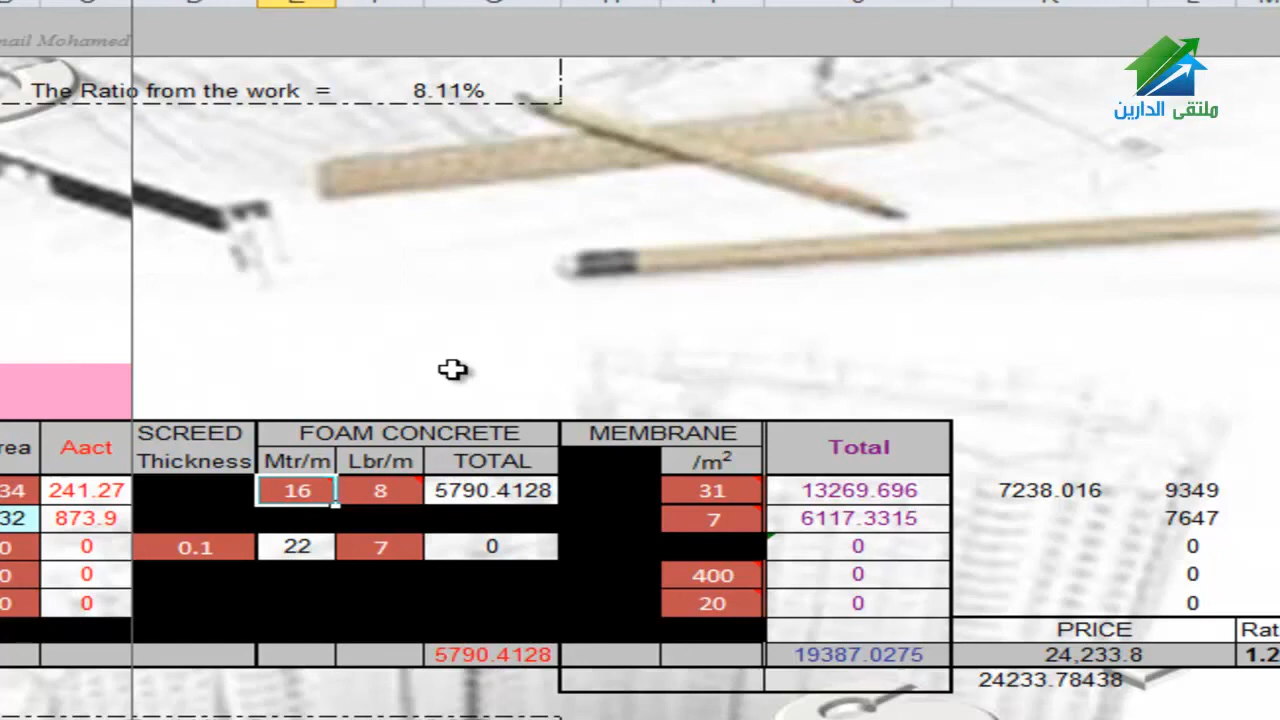 mail Mohamed
The Ratio from the work = 8.11%
ملتقى الدارين
rea Aact SCREED Thickness FOAM CONCRETE MEMBRANE Total
Mtr/m Lbr/m TOTAL /m²
34 241.27 16 8 5790.4128 31 13269.696 7238.016 9349
32 873.9 7 6117.3315 7647
0 0 0.1 22 7 0 0 0
0 0 400 0 0
0 0 20 0 0
PRICE Rat
5790.4128 19387.0275 24,233.8 1.2
24233.78438